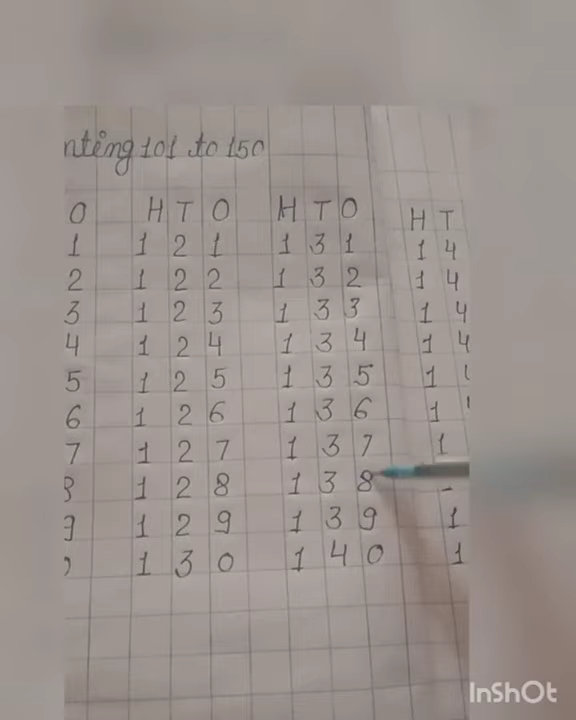 nting 101 to 150
O H T O H T O H T
1 1 2 1 1 3 1 1 4
2 1 2 2 1 3 2 1 4
3 1 2 3 1 3 3 1 4
4 1 2 4 1 3 4 1 4
5 1 2 5 1 3 5 1
6 1 2 6 1 3 6 1
7 1 2 7 1 3 7 1
1 2 8 1 3 8
1 2 9 1 3 9 1
1 3 0 1 4 0 1
InShOt